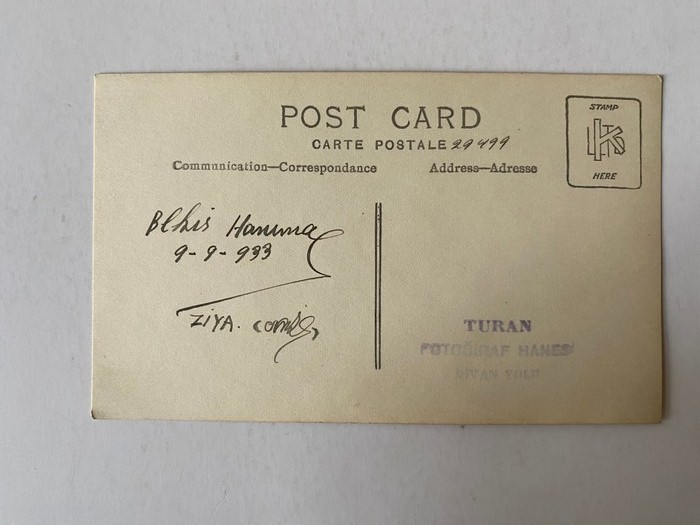 POST CARD
CARTE POSTALE 29499
Communication—Correspondance
Address—Adresse
STAMP
HERE
Hanıma
9-9-933
ZiYA.
TURAN
FOTOĞRAF HANESİ
DİVAN YOLU